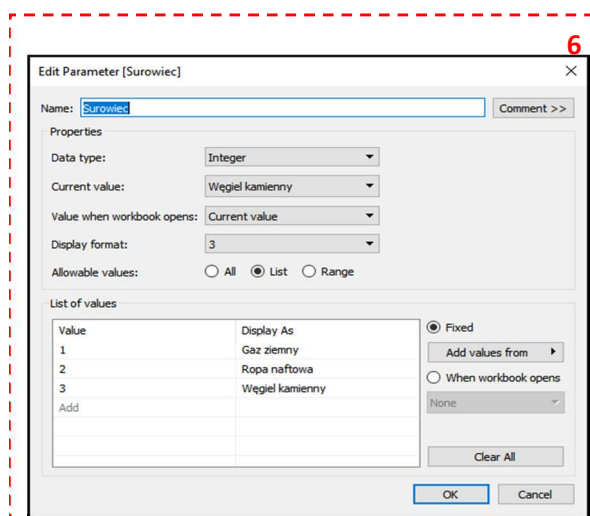 6
Edit Parameter [Surowiec]
Name: Surowiec Comment >>
Properties
Data type: Integer
Current value: Węgiel kamienny
Value when workbook opens: Current value
Display format: 3
Allowable values: All List Range
List of values
Value Display As
1 Gaz ziemny
2 Ropa naftowa
3 Węgiel kamienny
Add
Fixed
Add values from
When workbook opens
None
Clear All
OK Cancel